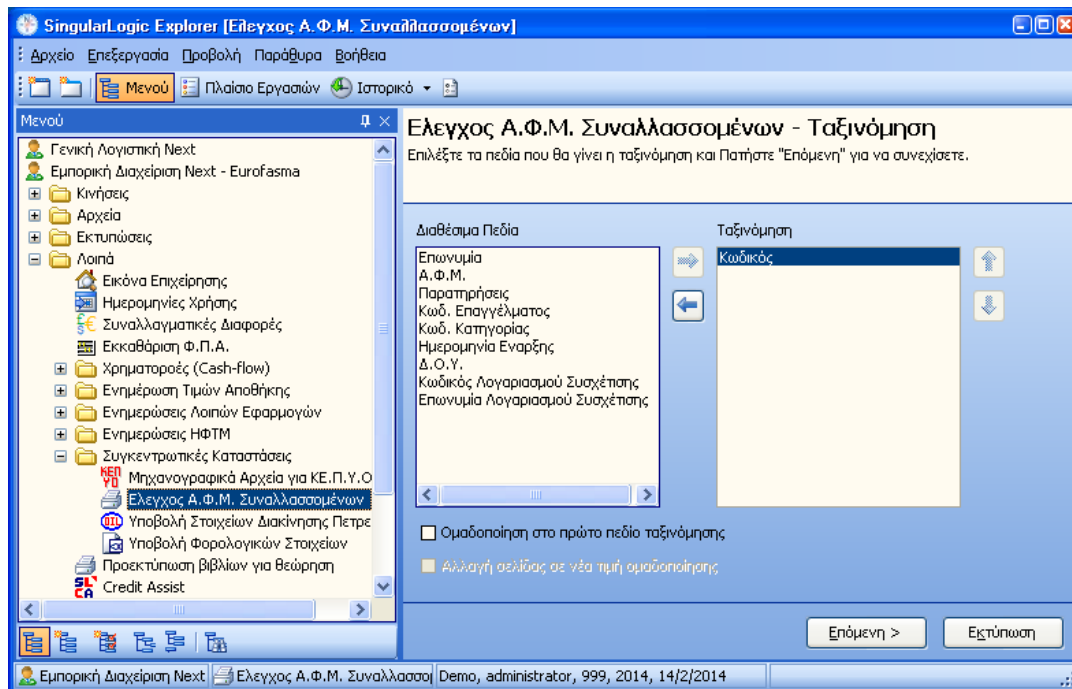 SingularLogic Explorer [Ελεγχος Α.Φ.Μ. Συναλλασσομένων]
Αρχείο Επεξεργασία Προβολή Παράθυρα Βοήθεια
Μενού Πλαίσιο Εργασιών Ιστορικό
Μενού
Γενική Λογιστική Next
Εμπορική Διαχείριση Next - Eurofasma
Κινήσεις
Αρχεία
Εκτυπώσεις
Λοιπά
Εικόνα Επιχείρησης
Ημερομηνίες Χρήσης
Συναλλαγματικές Διαφορές
Εκκαθάριση Φ.Π.Α.
Χρηματοροές (Cash-flow)
Ενημέρωση Τιμών Αποθήκης
Ενημερώσεις Λοιπών Εφαρμογών
Ενημερώσεις ΗΦΤΜ
Συγκεντρωτικές Καταστάσεις
ΚΕΠ ΥΟ Μηχανογραφικά Αρχεία για ΚΕ.Π.Υ.Ο
Ελεγχος Α.Φ.Μ. Συναλλασσομένων
OIL Υποβολή Στοιχείων Διακίνησης Πετρε
Υποβολή Φορολογικών Στοιχείων
Προεκτύπωση βιβλίων για θεώρηση
SL CA Credit Assist
Ελεγχος Α.Φ.Μ. Συναλλασσομένων - Ταξινόμηση
Επιλέξτε τα πεδία που θα γίνει η ταξινόμηση και Πατήστε "Επόμενη" για να συνεχίσετε.
Διαθέσιμα Πεδία
Επωνυμία
Α.Φ.Μ.
Παρατηρήσεις
Κωδ. Επαγγέλματος
Κωδ. Κατηγορίας
Ημερομηνία Εναρξης
Δ.Ο.Υ.
Κωδικός Λογαριασμού Συσχέτισης
Επωνυμία Λογαριασμού Συσχέτισης
Ταξινόμηση
Κωδικός
Ομαδοποίηση στο πρώτο πεδίο ταξινόμησης
Αλλαγή σελίδας σε νέα τιμή ομαδοποίησης
Επόμενη > Εκτύπωση
Εμπορική Διαχείριση Next Ελεγχος Α.Φ.Μ. Συναλλασσο Demo, administrator, 999, 2014, 14/2/2014